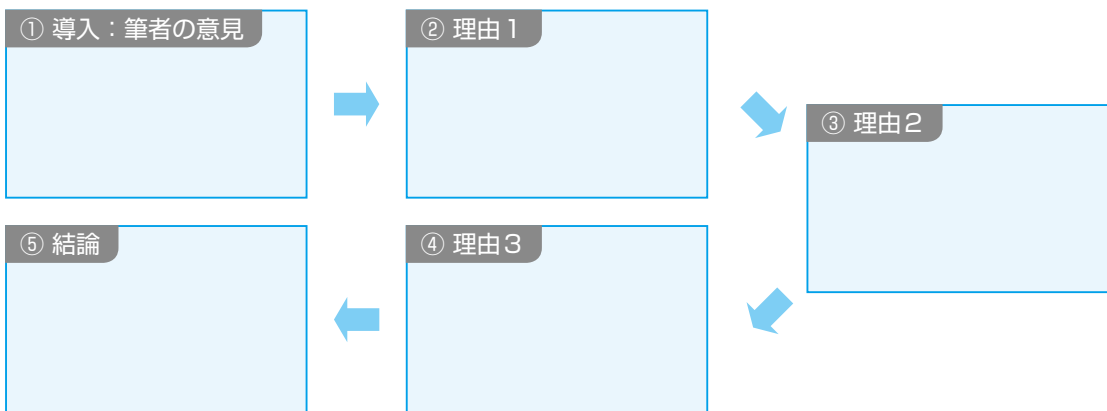 ① 導入：筆者の意見
② 理由１
③ 理由２
④ 理由３
⑤ 結論